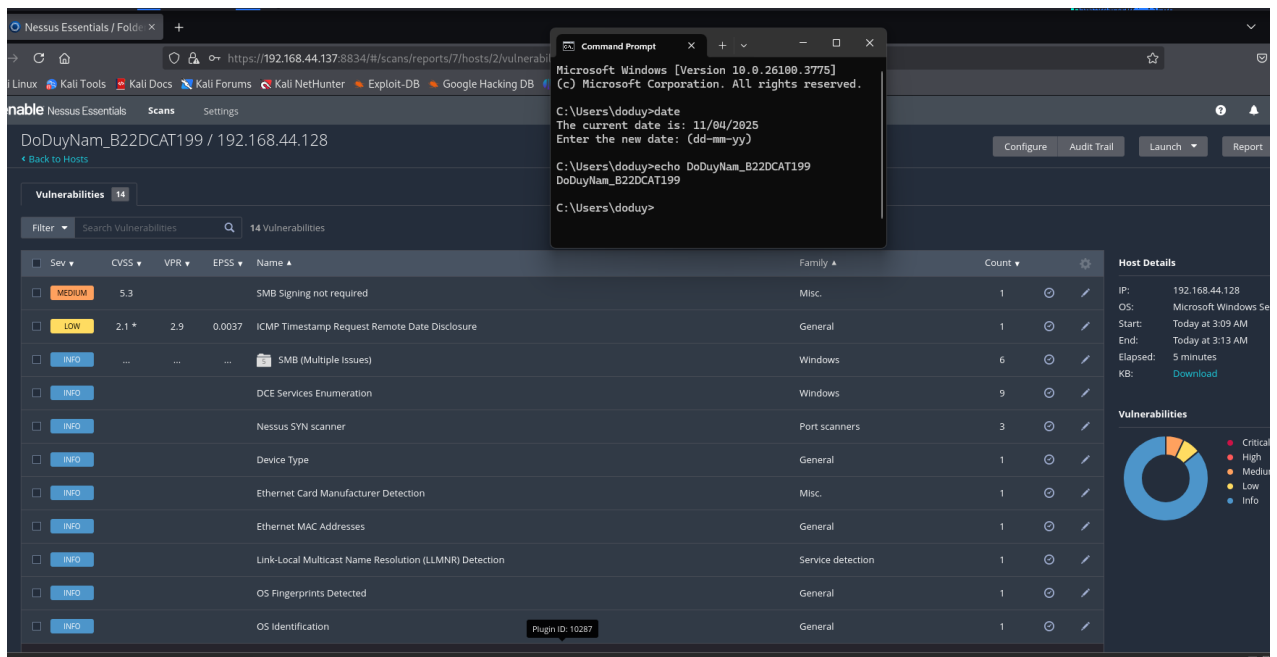 Nessus Essentials / Folde × +
https://192.168.44.137:8834/#/scans/reports/7/hosts/2/vulnerabil
i Linux Kali Tools Kali Docs Kali Forums Kali NetHunter Exploit-DB Google Hacking DB
enable Nessus Essentials Scans Settings
DoDuyNam_B22DCAT199 / 192.168.44.128
Back to Hosts
Configure Audit Trail Launch Report
Command Prompt
Microsoft Windows [Version 10.0.26100.3775]
(c) Microsoft Corporation. All rights reserved.
C:\Users\doduy>date
The current date is: 11/04/2025
Enter the new date: (dd-mm-yy)
C:\Users\doduy>echo DoDuyNam_B22DCAT199
DoDuyNam_B22DCAT199
C:\Users\doduy>
Vulnerabilities 14
Filter Search Vulnerabilities 14 Vulnerabilities
Sev CVSS VPR EPSS Name Family Count
MEDIUM 5.3 SMB Signing not required Misc. 1
LOW 2.1 * 2.9 0.0037 ICMP Timestamp Request Remote Date Disclosure General 1
INFO ... ... ... 5 SMB (Multiple Issues) Windows 6
INFO DCE Services Enumeration Windows 9
INFO Nessus SYN scanner Port scanners 3
INFO Device Type General 1
INFO Ethernet Card Manufacturer Detection Misc. 1
INFO Ethernet MAC Addresses General 1
INFO Link-Local Multicast Name Resolution (LLMNR) Detection Service detection 1
INFO OS Fingerprints Detected General 1
INFO OS Identification General 1
Plugin ID: 10287
Host Details
IP: 192.168.44.128
OS: Microsoft Windows Se
Start: Today at 3:09 AM
End: Today at 3:13 AM
Elapsed: 5 minutes
KB: Download
Vulnerabilities
Critical
High
Mediu
Low
Info